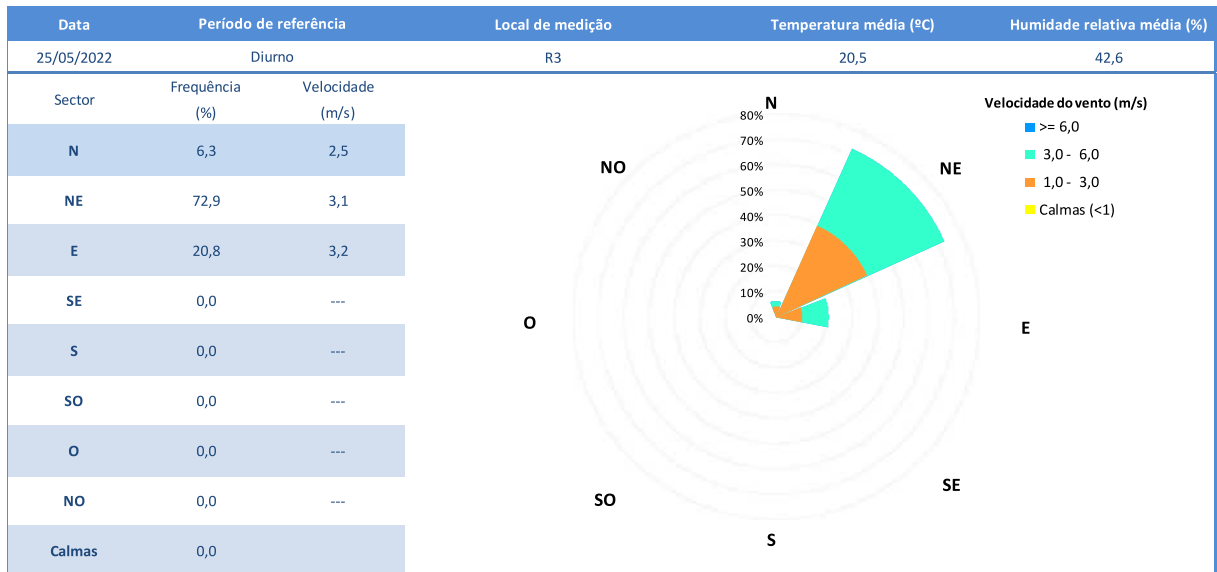 Data Período de referência Local de medição Temperatura média (ºC) Humidade relativa média (%)
25/05/2022 Diurno R3 20,5 42,6
Sector Frequência (%) Velocidade (m/s)
N 6,3 2,5
NE 72,9 3,1
E 20,8 3,2
SE 0,0 ---
S 0,0 ---
SO 0,0 ---
O 0,0 ---
NO 0,0 ---
Calmas 0,0
N
NE
E
SE
S
SO
O
NO
80%
70%
60%
50%
40%
30%
20%
10%
0%
Velocidade do vento (m/s)
>= 6,0
3,0 - 6,0
1,0 - 3,0
Calmas (<1)